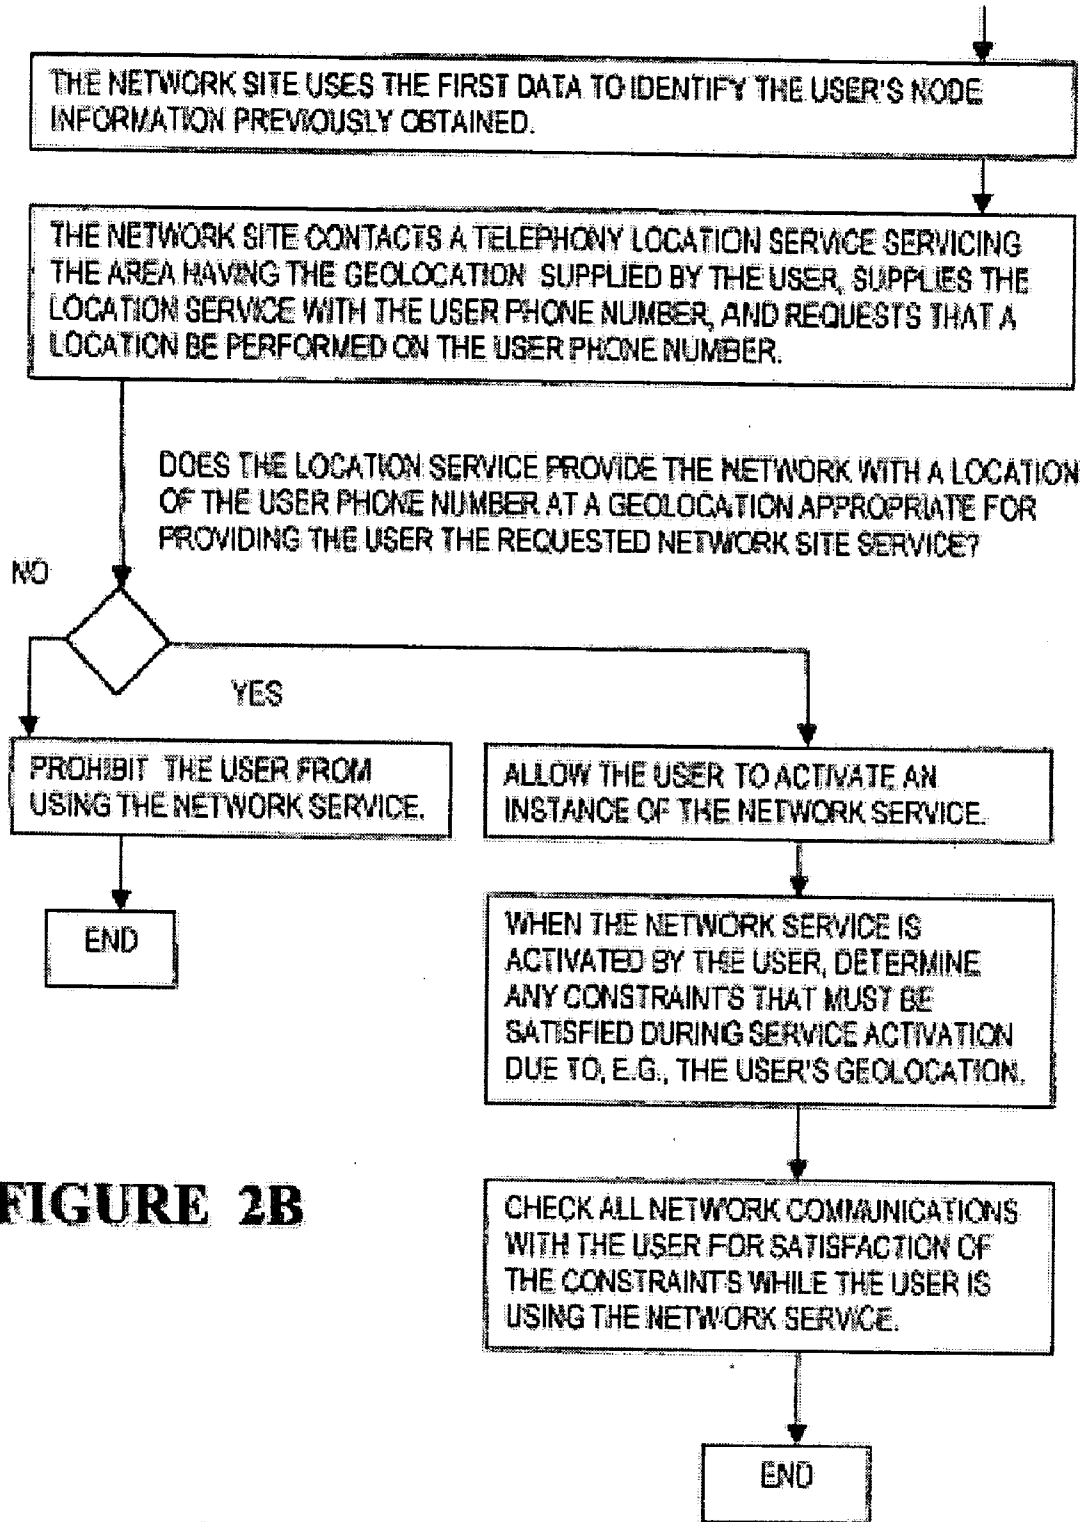 THE NETWORK SITE USES THE FIRST DATA TO IDENTIFY THE USER'S NODE
INFORMATION PREVIOUSLY OBTAINED.
THE NETWORK SITE CONTACTS A TELEPHONY LOCATION SERVICE SERVICING
THE AREA HAVING THE GEOLOCATION SUPPLIED BY THE USER, SUPPLIES THE
LOCATION SERVICE WITH THE USER PHONE NUMBER, AND REQUESTS THAT A
LOCATION BE PERFORMED ON THE USER PHONE NUMBER.
DOES THE LOCATION SERVICE PROVIDE THE NETWORK WITH A LOCATION
OF THE USER PHONE NUMBER AT A GEOLOCATION APPROPRIATE FOR
PROVIDING THE USER THE REQUESTED NETWORK SITE SERVICE?
NO
YES
PROHIBIT THE USER FROM
USING THE NETWORK SERVICE.
END
ALLOW THE USER TO ACTIVATE AN
INSTANCE OF THE NETWORK SERVICE.
WHEN THE NETWORK SERVICE IS
ACTIVATED BY THE USER, DETERMINE
ANY CONSTRAINTS THAT MUST BE
SATISFIED DURING SERVICE ACTIVATION
DUE TO, E.G., THE USER'S GEOLOCATION.
CHECK ALL NETWORK COMMUNICATIONS
WITH THE USER FOR SATISFACTION OF
THE CONSTRAINTS WHILE THE USER IS
USING THE NETWORK SERVICE.
END
FIGURE 2B